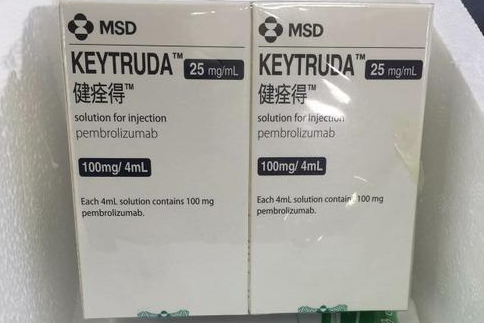 MSD
KEYTRUDA™ 25 mg/mL
健痊得™
solution for injection
pembrolizumab
100mg/ 4mL
Each 4mL solution contains 100 mg
pembrolizumab.
MSD
KEYTRUDA™ 25 mg/mL
健痊得™
solution for injection
pembrolizumab
100mg/ 4mL
Each 4mL solution contains 100 mg
pembrolizumab.